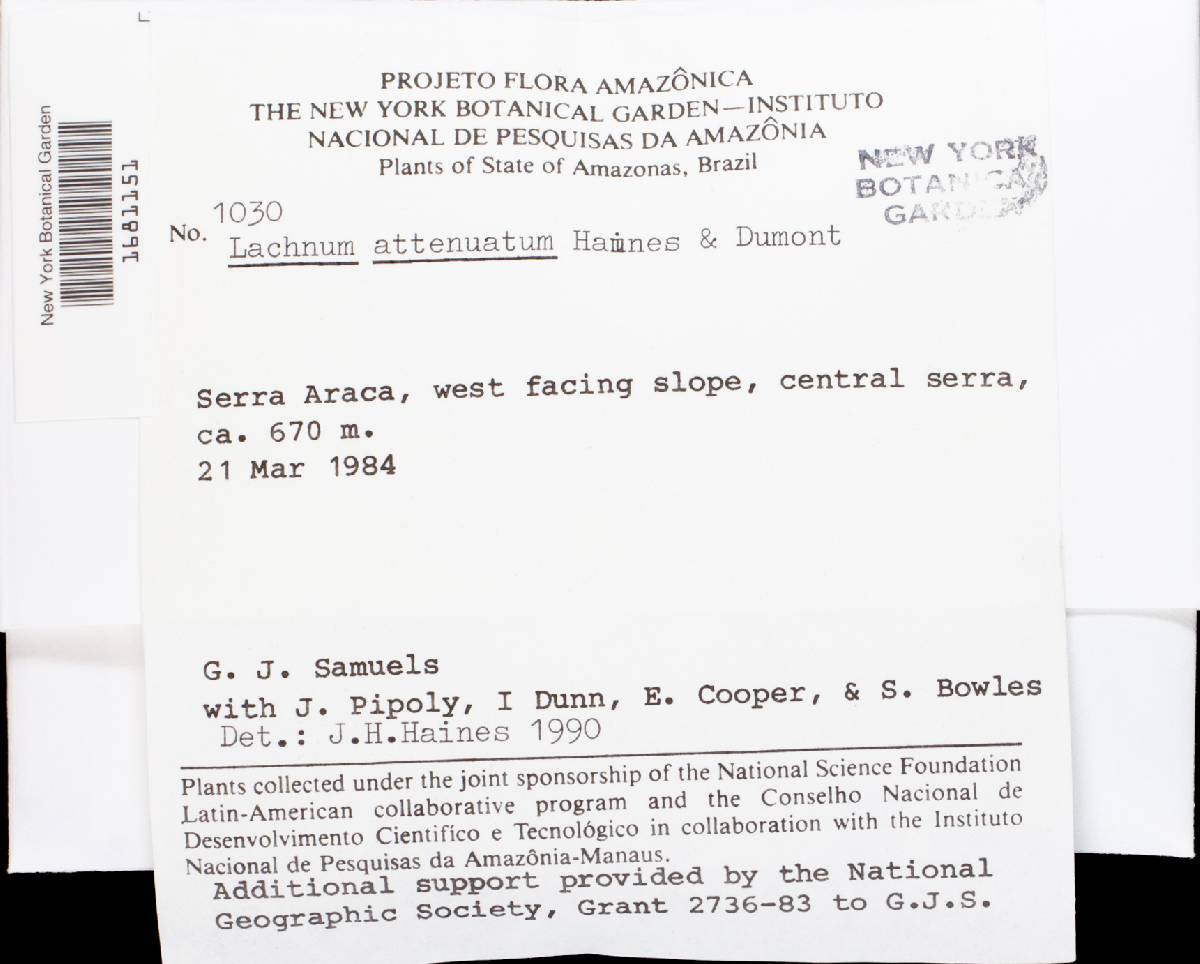 New York Botanical Garden
1681151
PROJETO FLORA AMAZÔNICA
THE NEW YORK BOTANICAL GARDEN—INSTITUTO
NACIONAL DE PESQUISAS DA AMAZÔNIA
Plants of State of Amazonas, Brazil
NEW YORK
BOTANICAL
GARDEN
No. 1030
Lachnum attenuatum Haines & Dumont
Serra Araca, west facing slope, central serra,
ca. 670 m.
21 Mar 1984
G. J. Samuels
with J. Pipoly, I Dunn, E. Cooper, & S. Bowles
Det.: J.H.Haines 1990
Plants collected under the joint sponsorship of the National Science Foundation
Latin-American collaborative program and the Conselho Nacional de
Desenvolvimento Cientifico e Tecnológico in collaboration with the Instituto
Nacional de Pesquisas da Amazônia-Manaus.
Additional support provided by the National
Geographic Society, Grant 2736-83 to G.J.S.